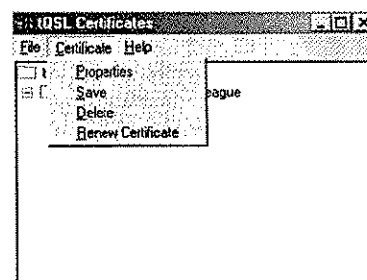 tQSL Certificates
File Certificate Help
Properties
Save eague
Delete
Renew Certificate